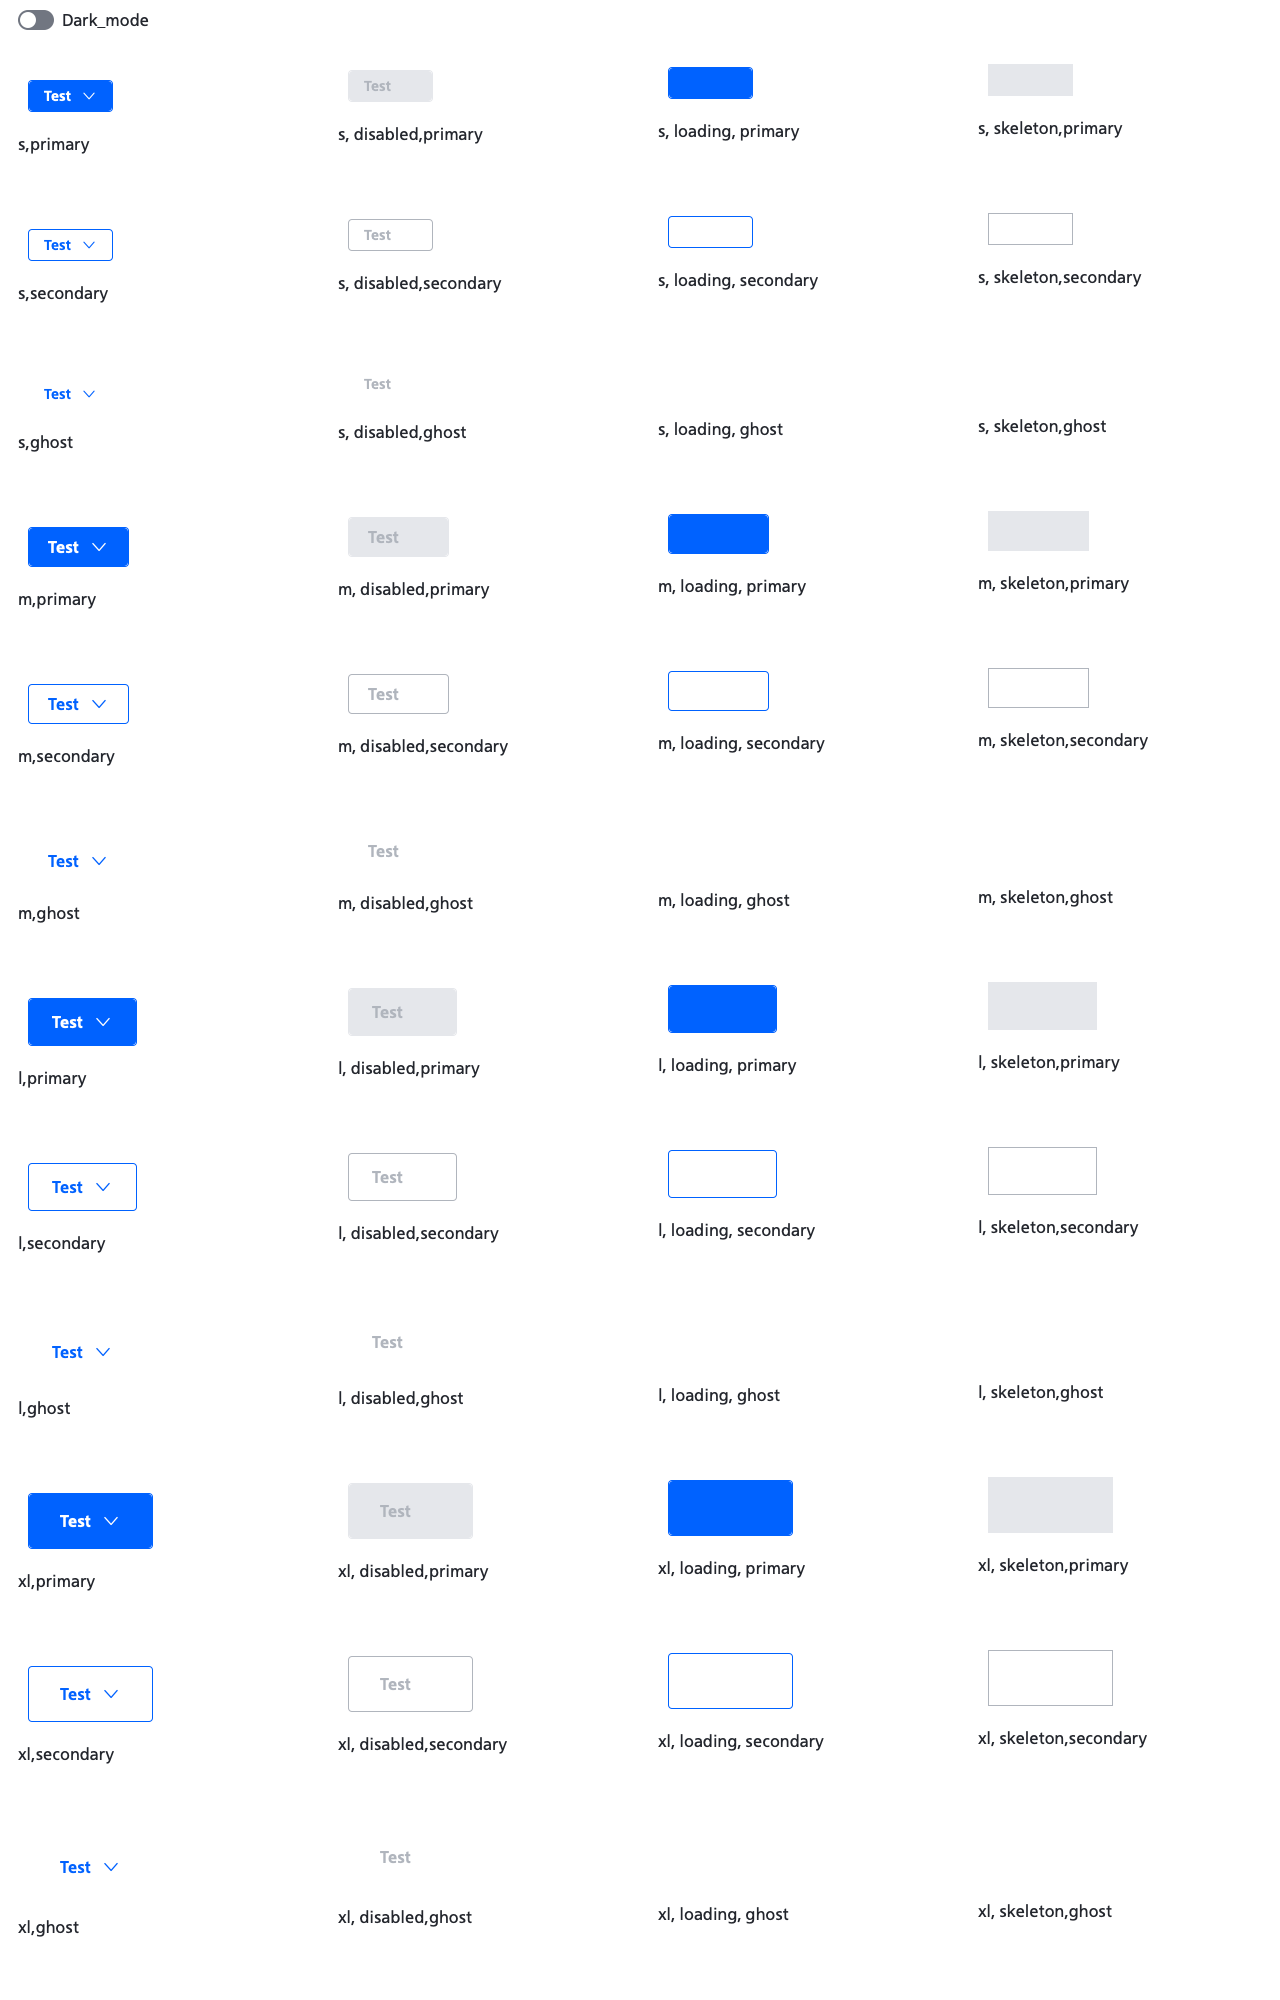 Dark_mode
Test
Test
s,primary
s, disabled,primary
s, loading, primary
s, skeleton,primary
Test
Test
s,secondary
s, disabled,secondary
s, loading, secondary
s, skeleton,secondary
Test
Test
s,ghost
s, disabled,ghost
s, loading, ghost
s, skeleton,ghost
Test
Test
m,primary
m, disabled,primary
m, loading, primary
m, skeleton,primary
Test
Test
m,secondary
m, disabled,secondary
m, loading, secondary
m, skeleton,secondary
Test
Test
m,ghost
m, disabled,ghost
m, loading, ghost
m, skeleton,ghost
Test
Test
l,primary
l, disabled,primary
l, loading, primary
l, skeleton,primary
Test
Test
l,secondary
l, disabled,secondary
l, loading, secondary
l, skeleton,secondary
Test
Test
l,ghost
l, disabled,ghost
l, loading, ghost
l, skeleton,ghost
Test
Test
xl,primary
xl, disabled,primary
xl, loading, primary
xl, skeleton,primary
Test
Test
xl,secondary
xl, disabled,secondary
xl, loading, secondary
xl, skeleton,secondary
Test
Test
xl,ghost
xl, disabled,ghost
xl, loading, ghost
xl, skeleton,ghost